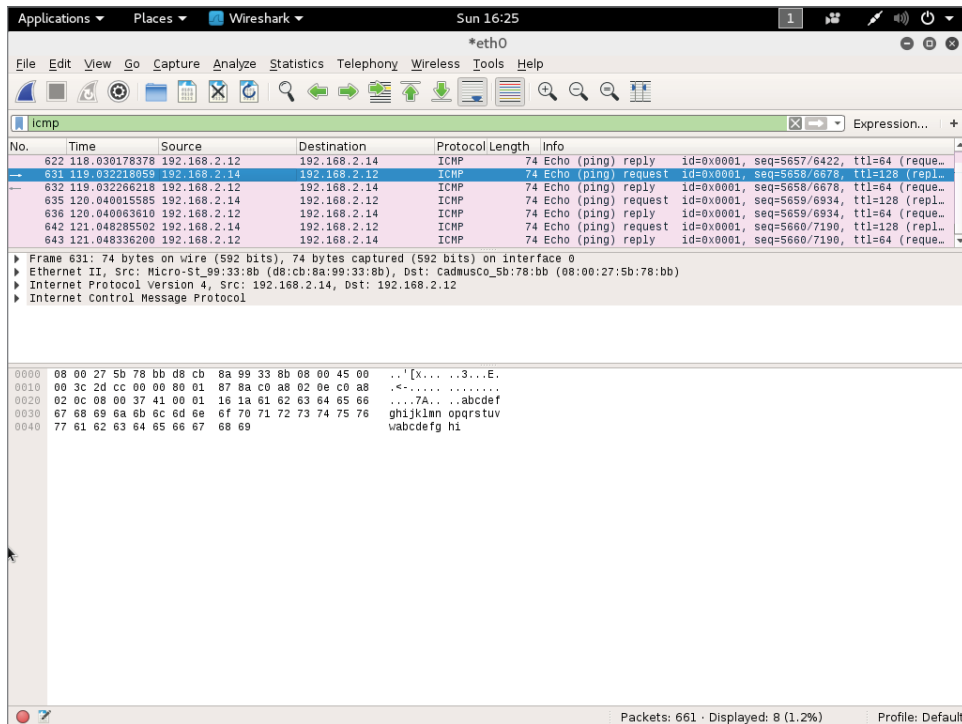 Applications Places Wireshark Sun 16:25 1
*eth0
File Edit View Go Capture Analyze Statistics Telephony Wireless Tools Help
icmp Expression... +
No. Time Source Destination Protocol Length Info
622 118.030178378 192.168.2.12 192.168.2.14 ICMP 74 Echo (ping) reply id=0x0001, seq=5657/6422, ttl=64 (reque…
631 119.032218059 192.168.2.14 192.168.2.12 ICMP 74 Echo (ping) request id=0x0001, seq=5658/6678, ttl=128 (repl…
632 119.032266218 192.168.2.12 192.168.2.14 ICMP 74 Echo (ping) reply id=0x0001, seq=5658/6678, ttl=64 (reque…
635 120.040015585 192.168.2.14 192.168.2.12 ICMP 74 Echo (ping) request id=0x0001, seq=5659/6934, ttl=128 (repl…
636 120.040063610 192.168.2.12 192.168.2.14 ICMP 74 Echo (ping) reply id=0x0001, seq=5659/6934, ttl=64 (reque…
642 121.048285502 192.168.2.14 192.168.2.12 ICMP 74 Echo (ping) request id=0x0001, seq=5660/7190, ttl=128 (repl…
643 121.048336200 192.168.2.12 192.168.2.14 ICMP 74 Echo (ping) reply id=0x0001, seq=5660/7190, ttl=64 (reque…
Frame 631: 74 bytes on wire (592 bits), 74 bytes captured (592 bits) on interface 0
Ethernet II, Src: Micro-St_99:33:8b (d8:cb:8a:99:33:8b), Dst: CadmusCo_5b:78:bb (08:00:27:5b:78:bb)
Internet Protocol Version 4, Src: 192.168.2.14, Dst: 192.168.2.12
Internet Control Message Protocol
0000 08 00 27 5b 78 bb d8 cb 8a 99 33 8b 08 00 45 00 ..'[x... ..3...E.
0010 00 3c 2d cc 00 00 80 01 87 8a c0 a8 02 0e c0 a8 .<-..... ........
0020 02 0c 08 00 37 41 00 01 16 1a 61 62 63 64 65 66 ....7A.. ..abcdef
0030 67 68 69 6a 6b 6c 6d 6e 6f 70 71 72 73 74 75 76 ghijklmn opqrstuv
0040 77 61 62 63 64 65 66 67 68 69 wabcdefg hi
Packets: 661 · Displayed: 8 (1.2%) Profile: Default